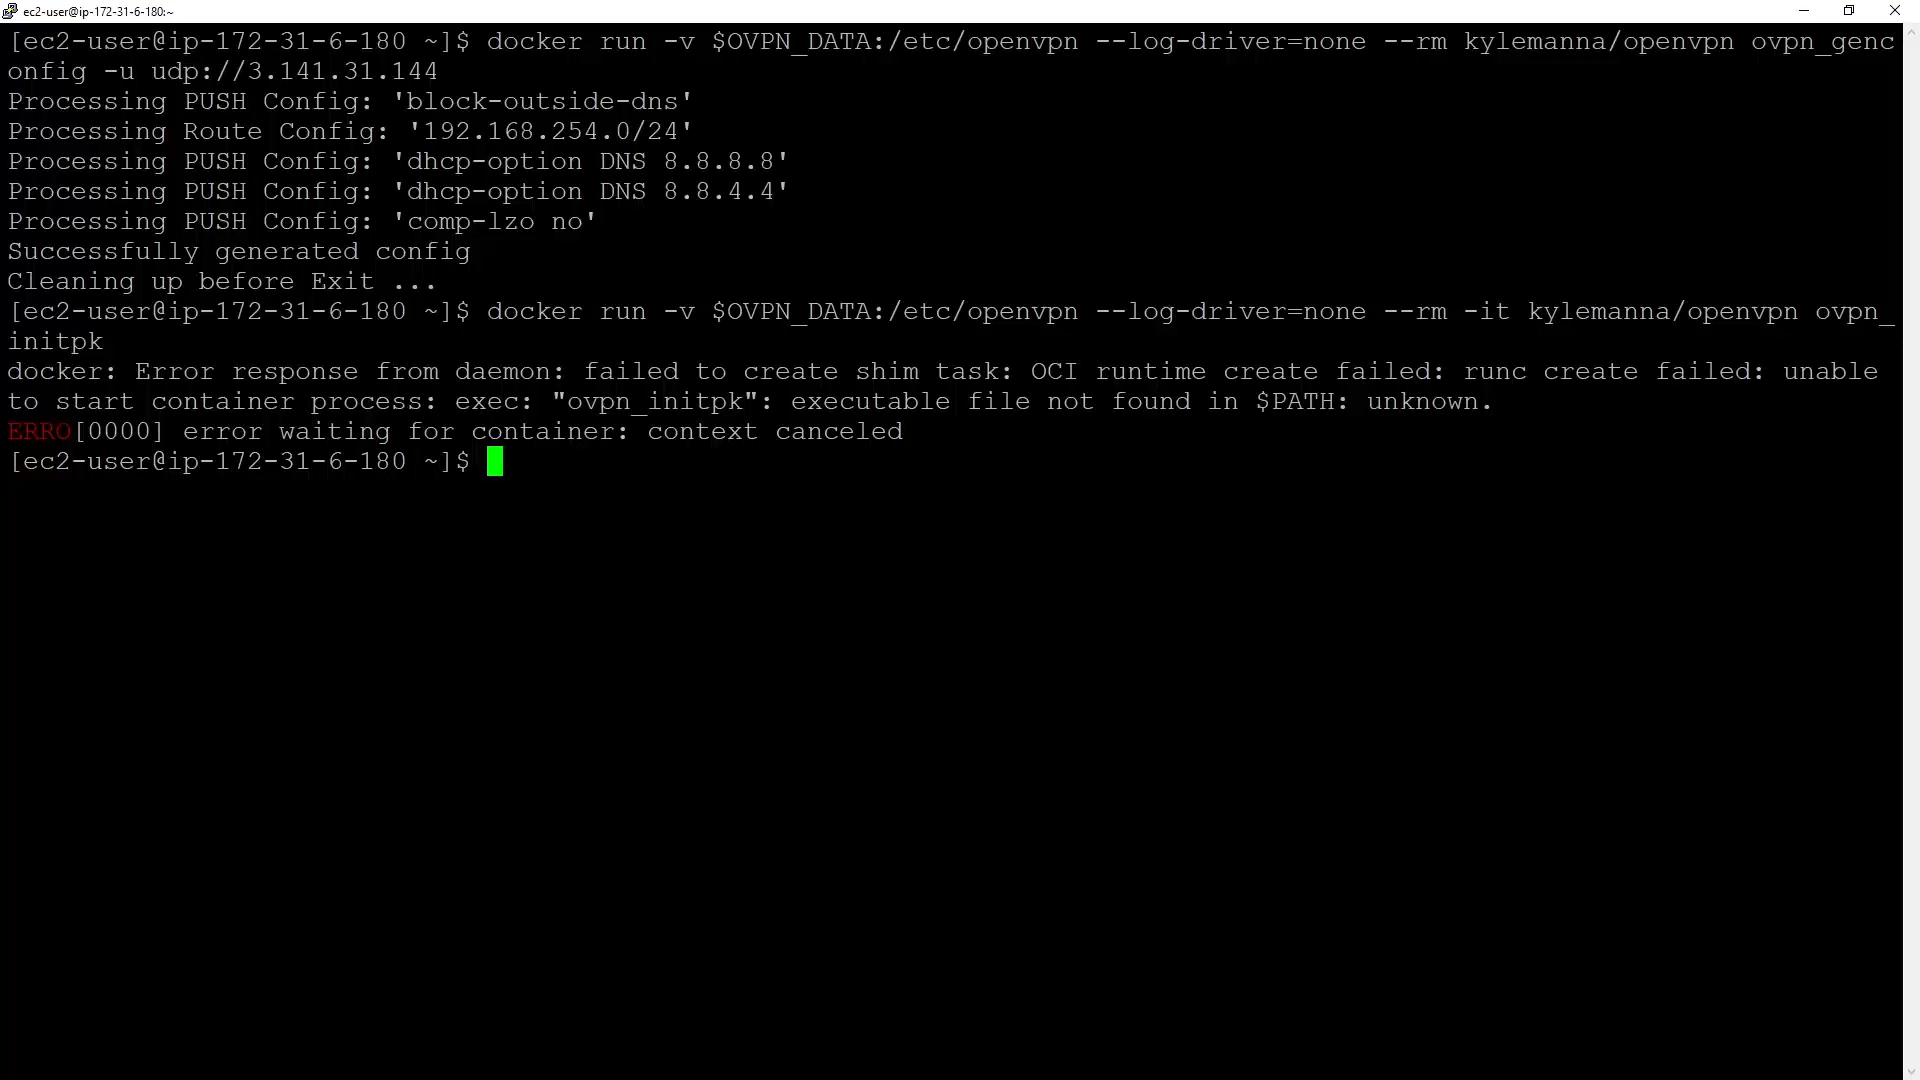 ec2-user@ip-172-31-6-180:~
[ec2-user@ip-172-31-6-180 ~]$ docker run -v $OVPN_DATA:/etc/openvpn --log-driver=none --rm kylemanna/openvpn ovpn_genc
onfig -u udp://3.141.31.144
Processing PUSH Config: 'block-outside-dns'
Processing Route Config: '192.168.254.0/24'
Processing PUSH Config: 'dhcp-option DNS 8.8.8.8'
Processing PUSH Config: 'dhcp-option DNS 8.8.4.4'
Processing PUSH Config: 'comp-lzo no'
Successfully generated config
Cleaning up before Exit ...
[ec2-user@ip-172-31-6-180 ~]$ docker run -v $OVPN_DATA:/etc/openvpn --log-driver=none --rm -it kylemanna/openvpn ovpn_
initpk
docker: Error response from daemon: failed to create shim task: OCI runtime create failed: runc create failed: unable
to start container process: exec: "ovpn_initpk": executable file not found in $PATH: unknown.
ERRO[0000] error waiting for container: context canceled
[ec2-user@ip-172-31-6-180 ~]$